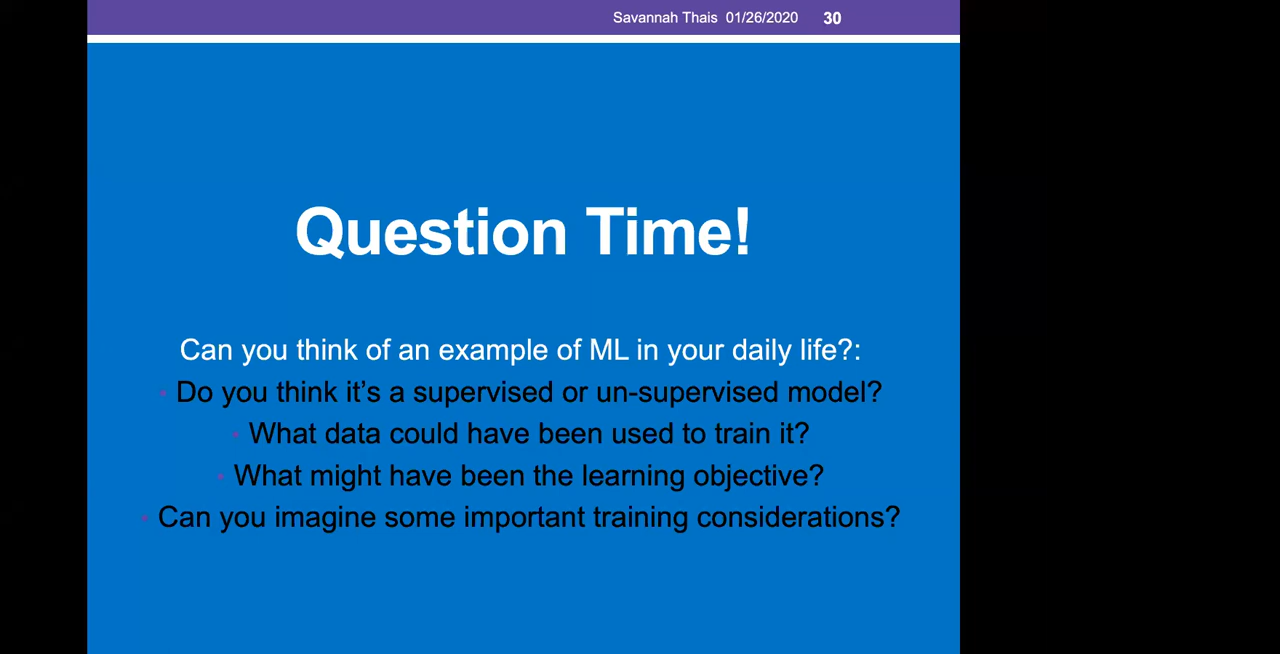 Savannah Thais 01/26/2020 30
Question Time!
Can you think of an example of ML in your daily life?:
• Do you think it’s a supervised or un-supervised model?
• What data could have been used to train it?
• What might have been the learning objective?
• Can you imagine some important training considerations?